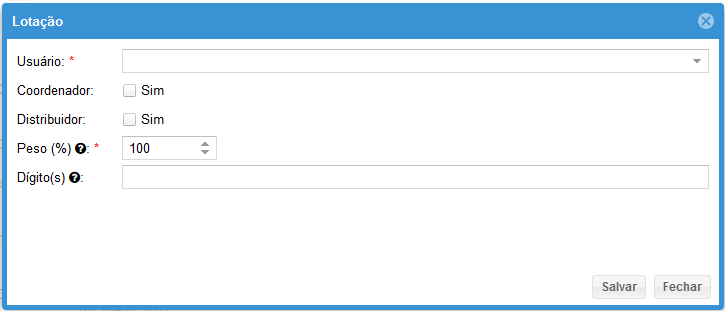 Lotação
Usuário: *
Coordenador: Sim
Distribuidor: Sim
Peso (%) ?: * 100
Dígito(s) ?:
Salvar Fechar